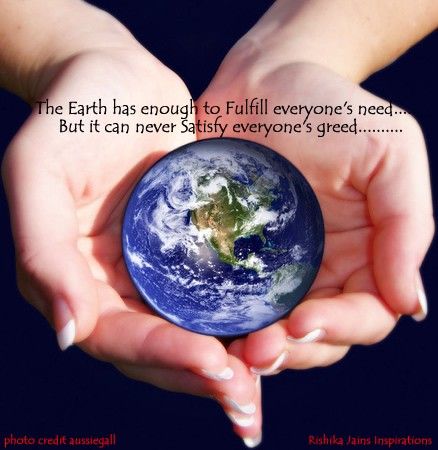 The Earth has enough to Fulfill everyone's need...
But it can never Satisfy everyone's greed..........
photo credit aussiegall
Rishika Jains Inspirations